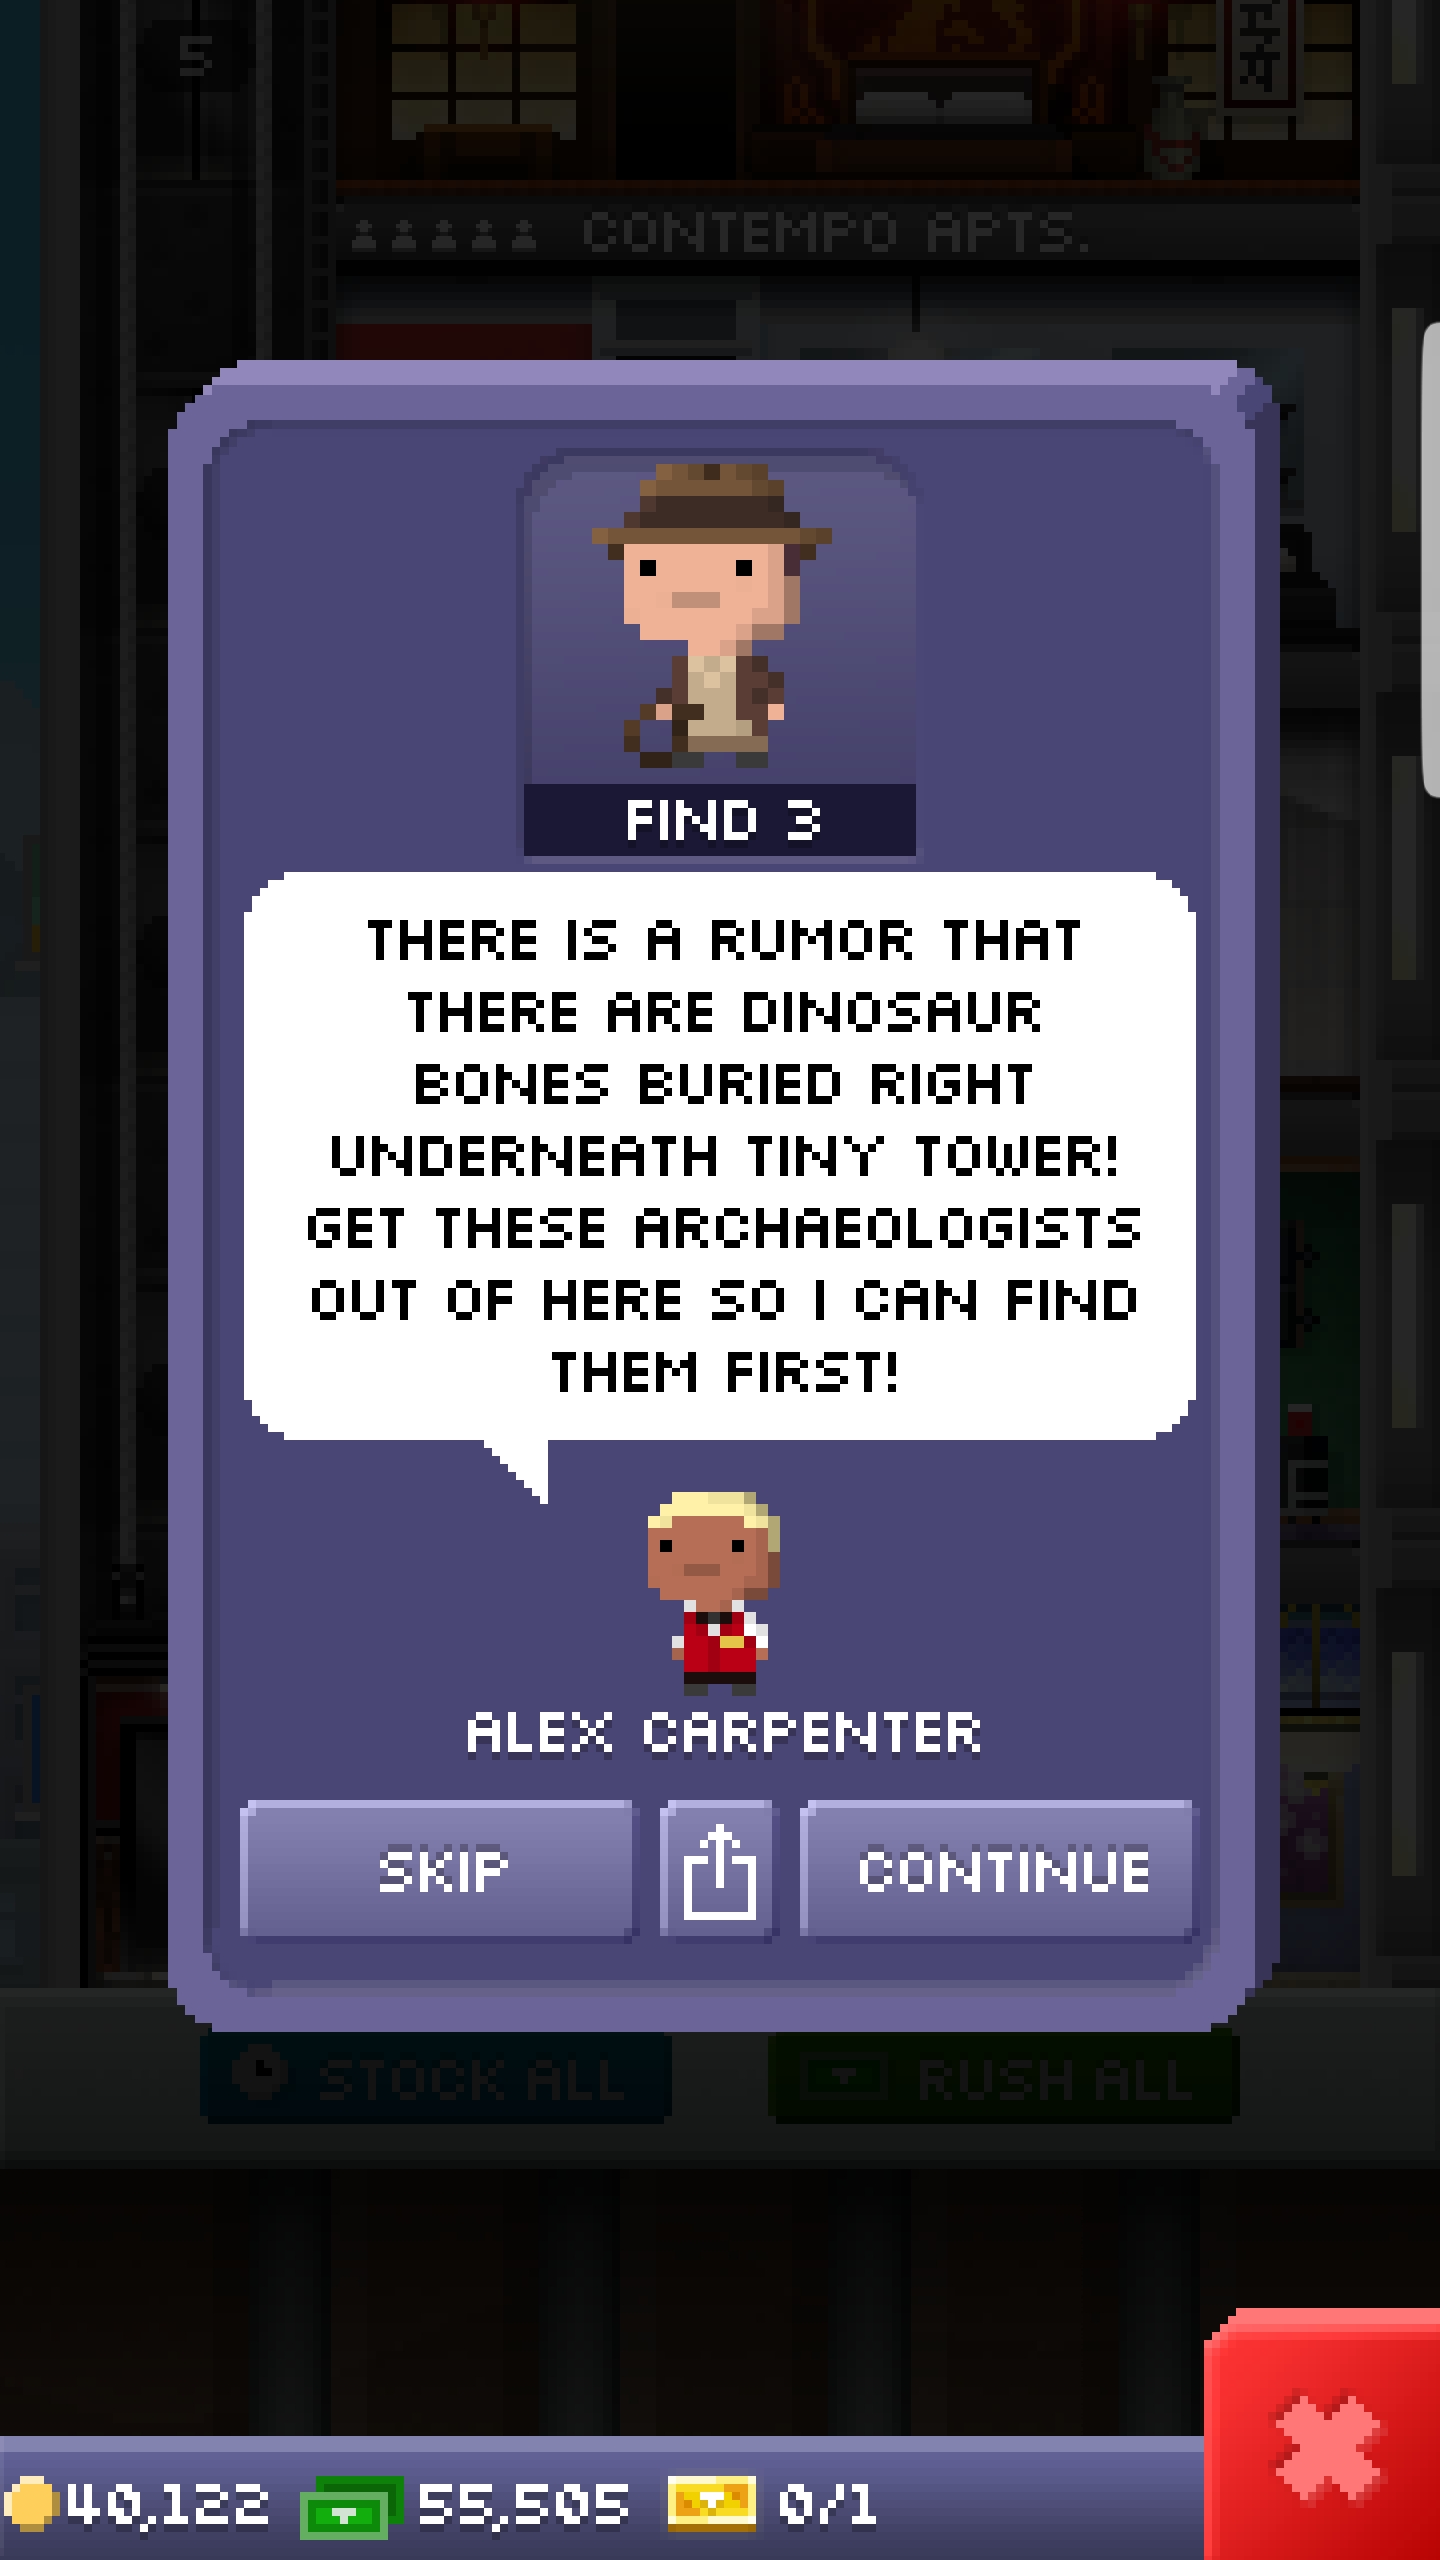 5
CONTEMPO APTS.
FIND 3
THERE IS A RUMOR THAT
THERE ARE DINOSAUR
BONES BURIED RIGHT
UNDERNEATH TINY TOWER!
GET THESE ARCHAEOLOGISTS
OUT OF HERE SO I CAN FIND
THEM FIRST!
ALEX CARPENTER
SKIP
CONTINUE
STOCK ALL
RUSH ALL
40,122
55,505
0/1